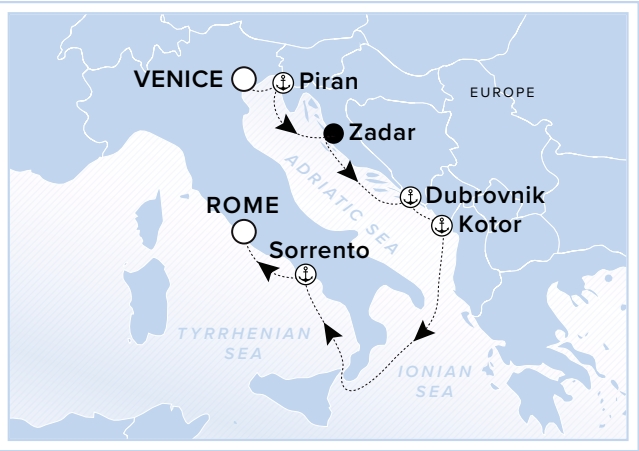 VENICE
Piran
EUROPE
Zadar
ADRIATIC SEA
Dubrovnik
ROME
Kotor
Sorrento
TYRRHENIAN
SEA
IONIAN
SEA